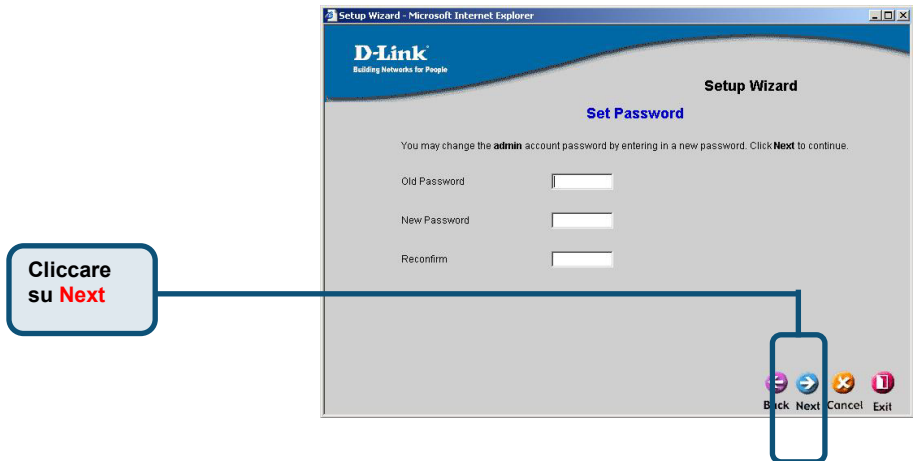 Setup Wizard - Microsoft Internet Explorer
D-Link
Building Networks for People
Setup Wizard
Set Password
You may change the admin account password by entering in a new password. Click Next to continue.
Old Password
New Password
Reconfirm
Cliccare
su Next
Back Next Cancel Exit